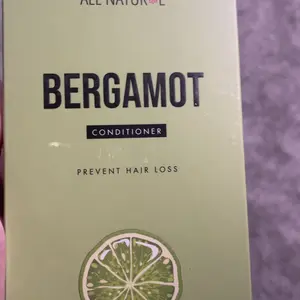 ALL NATURAL
BERGAMOT
CONDITIONER
PREVENT HAIR LOSS